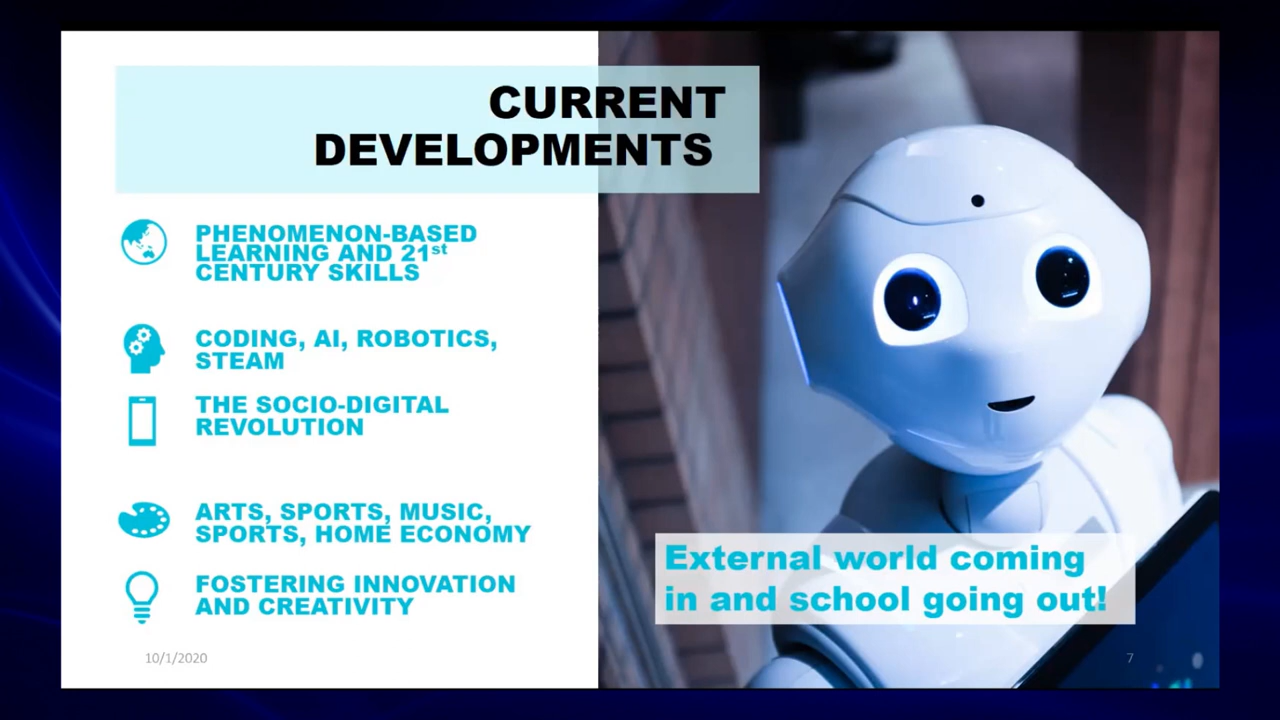 CURRENT
DEVELOPMENTS
PHENOMENON-BASED
LEARNING AND 21st
CENTURY SKILLS
CODING, AI, ROBOTICS,
STEAM
THE SOCIO-DIGITAL
REVOLUTION
ARTS, SPORTS, MUSIC,
SPORTS, HOME ECONOMY
FOSTERING INNOVATION
AND CREATIVITY
External world coming
in and school going out!
10/1/2020
7